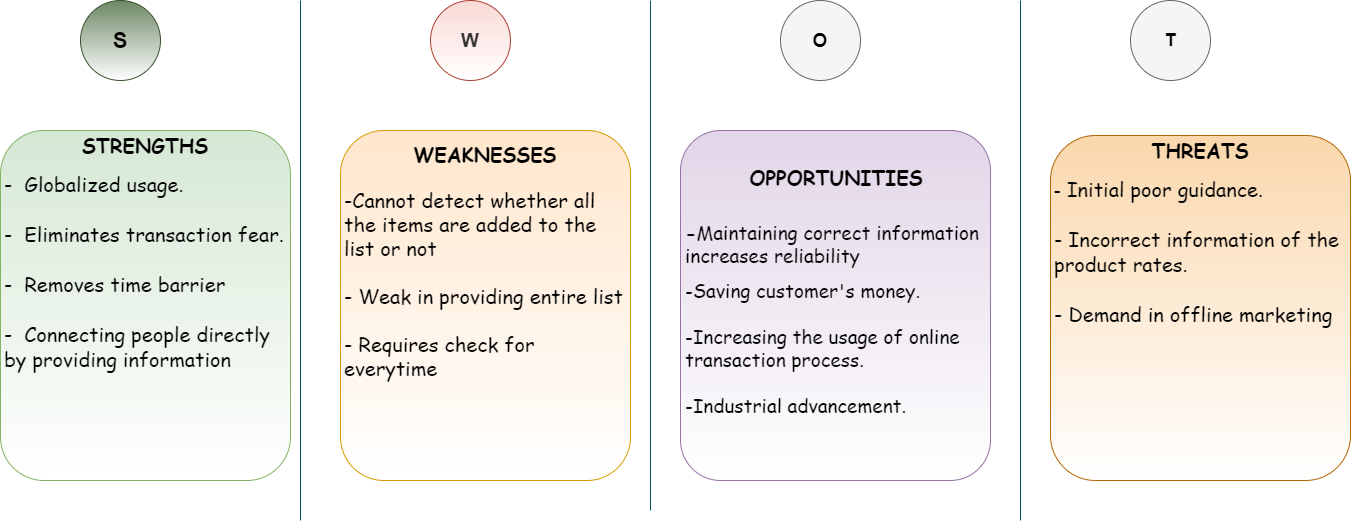 S
W
O
T
STRENGTHS
-  Globalized usage.
-  Eliminates transaction fear.
-  Removes time barrier
-  Connecting people directly
by providing information
WEAKNESSES
-Cannot detect whether all
the items are added to the
list or not
- Weak in providing entire list
- Requires check for
everytime
OPPORTUNITIES
-Maintaining correct information
increases reliability
-Saving customer's money.
-Increasing the usage of online
transaction process.
-Industrial advancement.
THREATS
- Initial poor guidance.
- Incorrect information of the
product rates.
- Demand in offline marketing